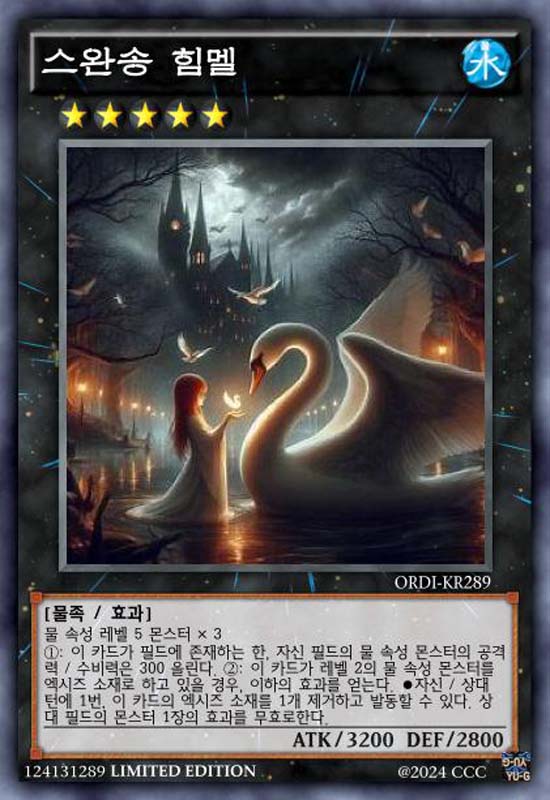 스완송 힘멜
水
ORDI-KR289
[물족 / 효과]
물 속성 레벨 5 몬스터 × 3
①: 이 카드가 필드에 존재하는 한, 자신 필드의 물 속성 몬스터의 공격
력 / 수비력은 300 올린다. ②: 이 카드가 레벨 2의 물 속성 몬스터를
엑시즈 소재로 하고 있을 경우, 이하의 효과를 얻는다. ●자신 / 상대
턴에 1번, 이 카드의 엑시즈 소재를 1개 제거하고 발동할 수 있다. 상
대 필드의 몬스터 1장의 효과를 무효로한다.
ATK/3200 DEF/2800
124131289 LIMITED EDITION @2024 CCC
YU-G